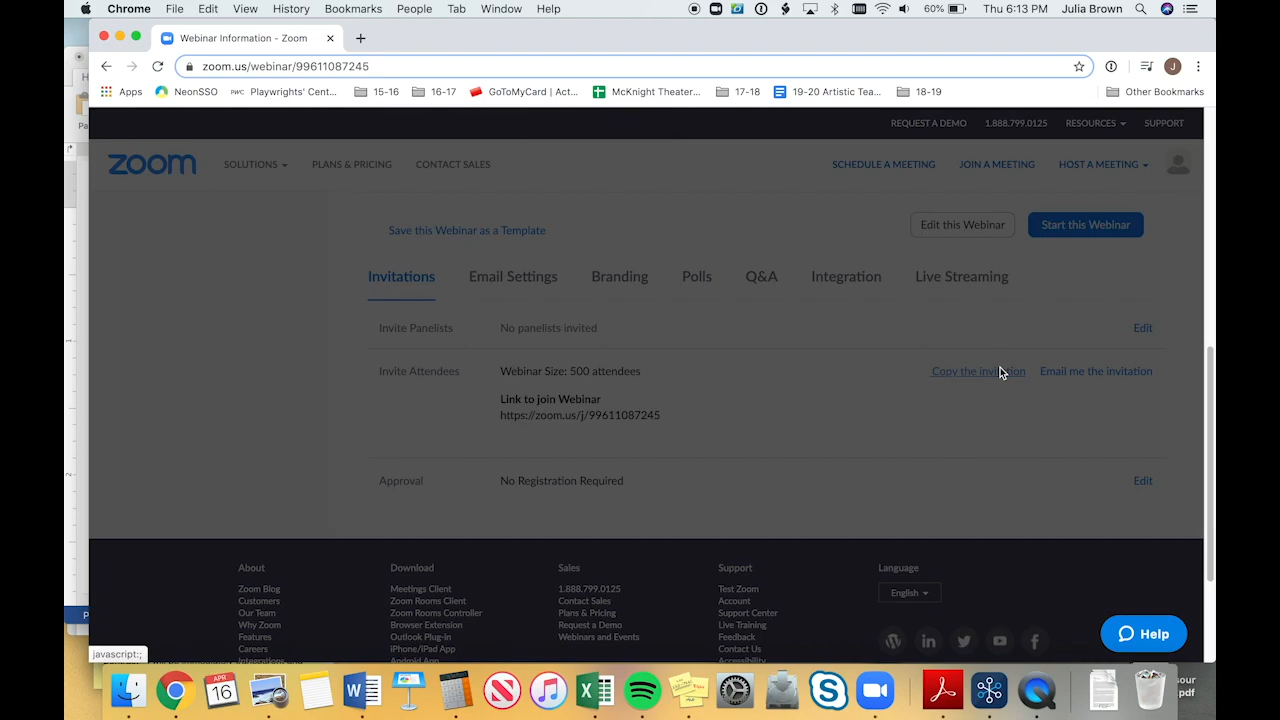 Chrome File Edit View History Bookmarks People Tab Window Help 60% Thu 6:13 PM Julia Brown
Webinar Information - Zoom
zoom.us/webinar/99611087245
J
Apps NeonSSO PWC Playwrights' Cent... 15-16 16-17 GoToMyCard | Act... McKnight Theater... 17-18 19-20 Artistic Tea... 18-19 Other Bookmarks
REQUEST A DEMO 1.888.799.0125 RESOURCES SUPPORT
zoom SOLUTIONS PLANS & PRICING CONTACT SALES SCHEDULE A MEETING JOIN A MEETING HOST A MEETING
Save this Webinar as a Template Edit this Webinar Start this Webinar
Invitations Email Settings Branding Polls Q&A Integration Live Streaming
Invite Panelists No panelists invited Edit
Invite Attendees Webinar Size: 500 attendees Copy the invitation Email me the invitation
Link to join Webinar
https://zoom.us/j/99611087245
Approval No Registration Required Edit
About Download Sales Support Language
Zoom Blog Meetings Client 1.888.799.0125 Test Zoom English
Customers Zoom Rooms Client Contact Sales Account
Our Team Zoom Rooms Controller Plans & Pricing Support Center
Why Zoom Browser Extension Request a Demo Live Training
Features Outlook Plug-in Webinars and Events Feedback
Careers iPhone/iPad App Contact Us
Integrations Android App Accessibility
Help
javascript:;
APR
16
pdf